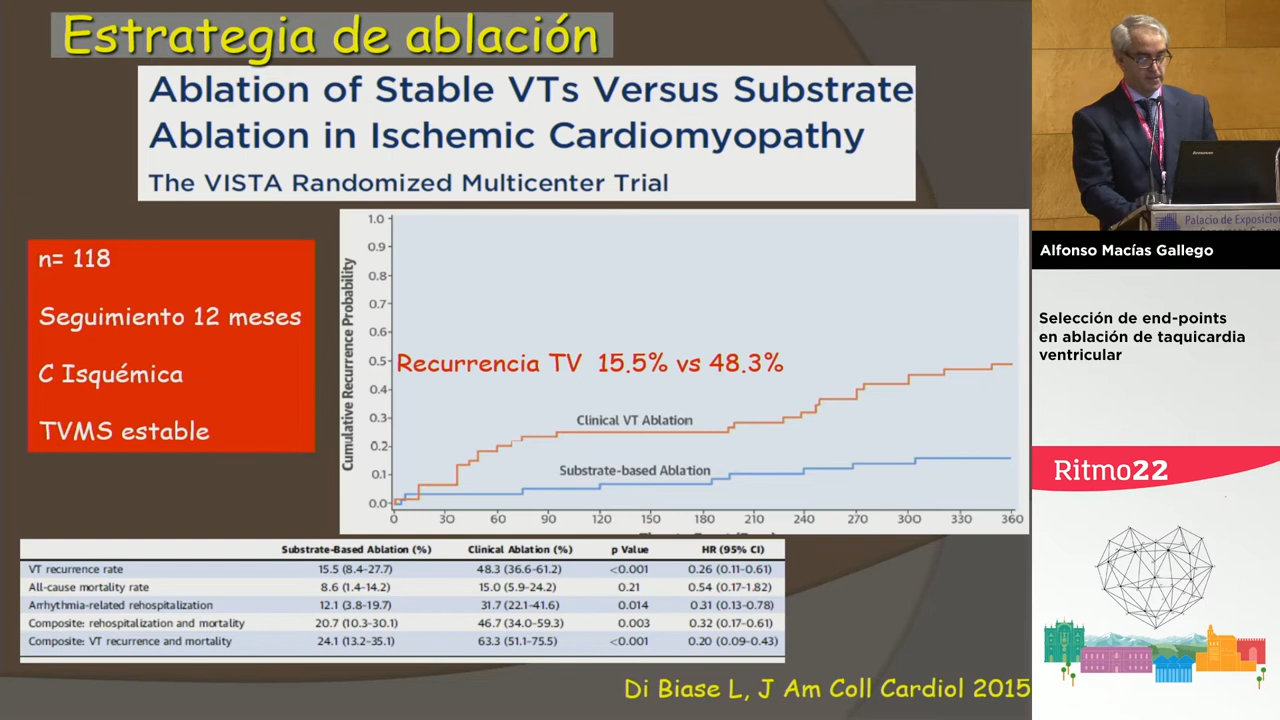 Estrategia de ablación
Ablation of Stable VTs Versus Substrate
Ablation in Ischemic Cardiomyopathy
The VISTA Randomized Multicenter Trial
n= 118
Seguimiento 12 meses
C Isquémica
TVMS estable
Cumulative Recurrence Probability
1.0
0.9
0.8
0.7
0.6
0.5
0.4
0.3
0.2
0.1
0.0
Recurrencia TV 15.5% vs 48.3%
Clinical VT Ablation
Substrate-based Ablation
0 30 60 90 120 150 180 210 240 270 300 330 360
Substrate-Based Ablation (%) Clinical Ablation (%) p Value HR (95% CI)
VT recurrence rate 15.5 (8.4-27.7) 48.3 (36.6-61.2) <0.001 0.26 (0.11-0.61)
All-cause mortality rate 8.6 (1.4-14.2) 15.0 (5.9-24.2) 0.21 0.54 (0.17-1.82)
Arrhythmia-related rehospitalization 12.1 (3.8-19.7) 31.7 (22.1-41.6) 0.014 0.31 (0.13-0.78)
Composite: rehospitalization and mortality 20.7 (10.3-30.1) 46.7 (34.0-59.3) 0.003 0.32 (0.17-0.61)
Composite: VT recurrence and mortality 24.1 (13.2-35.1) 63.3 (51.1-75.5) <0.001 0.20 (0.09-0.43)
Di Biase L, J Am Coll Cardiol 2015
Palacio de Exposicion
Alfonso Macías Gallego
Selección de end-points
en ablación de taquicardia
ventricular
Ritmo22